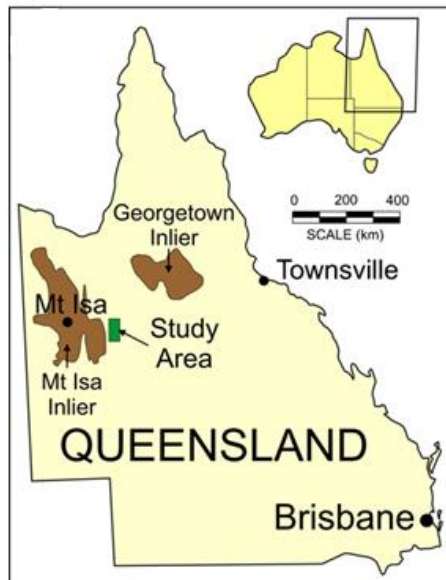 0 200 400
SCALE (km)
Georgetown
Inlier
Townsville
Mt Isa
Study
Area
Mt Isa
Inlier
QUEENSLAND
Brisbane